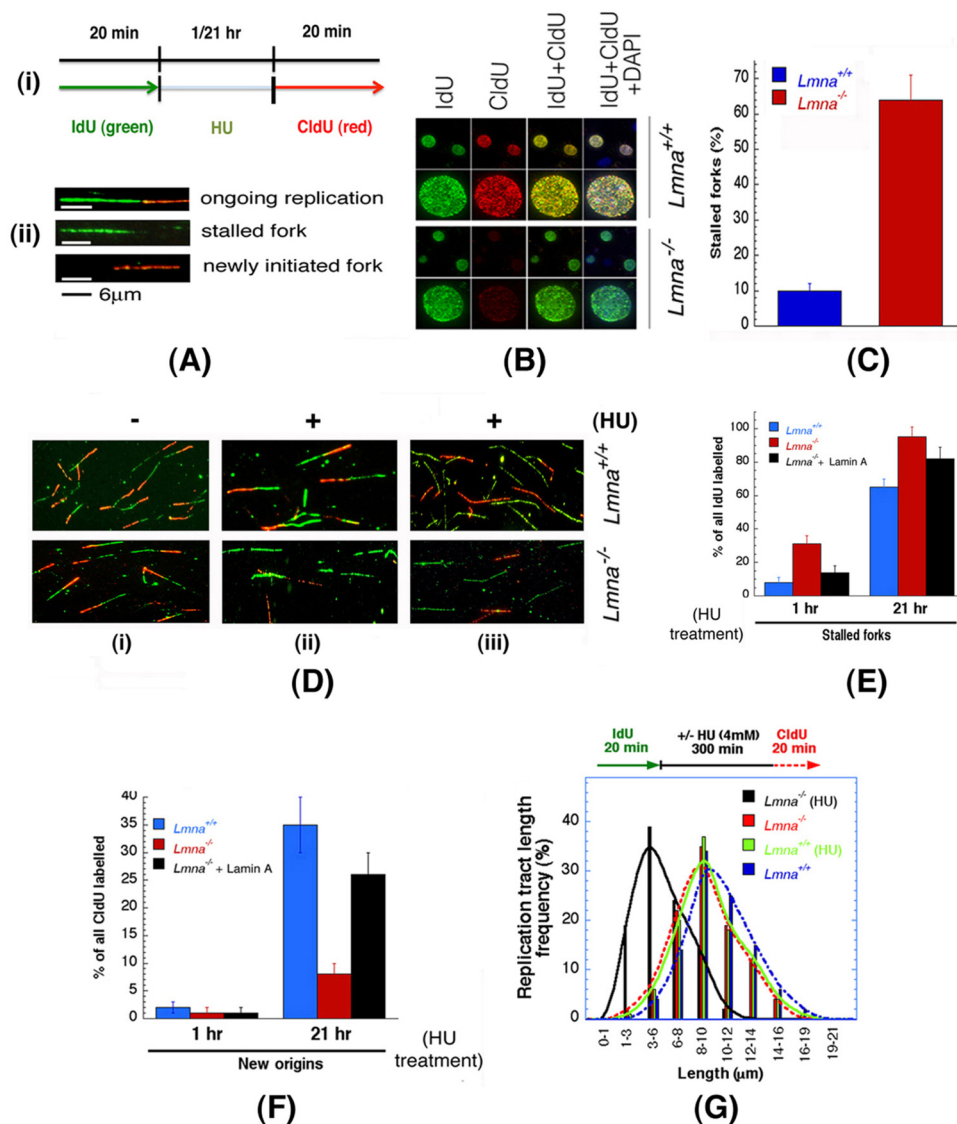 20 min 1/21 hr 20 min
(i)
IdU (green) HU CldU (red)
(ii)
ongoing replication
stalled fork
newly initiated fork
6μm
(A)
IdU
CldU
IdU+CldU
IdU+CldU
+DAPI
Lmna+/+
Lmna-/-
(B)
Stalled forks (%)
70
60
50
40
30
20
10
0
Lmna+/+
Lmna-/-
(C)
- + + (HU)
Lmna+/+
Lmna-/-
(i) (ii) (iii)
(D)
% of all IdU labelled
100
80
60
40
20
0
Lmna+/+
Lmna-/-
Lmna-/- + Lamin A
1 hr 21 hr
(HU
treatment)
Stalled forks
(E)
% of all CldU labelled
40
35
30
25
20
15
10
5
0
Lmna+/+
Lmna-/-
Lmna-/- + Lamin A
1 hr 21 hr
(HU
treatment)
New origins
(F)
IdU
20 min
+/- HU (4mM)
300 min
CldU
20 min
Replication tract length
frequency (%)
40
30
20
10
0
Lmna-/- (HU)
Lmna-/-
Lmna+/+ (HU)
Lmna+/+
0-1
1-3
3-6
6-8
8-10
10-12
12-14
14-16
16-19
19-21
Length (μm)
(G)